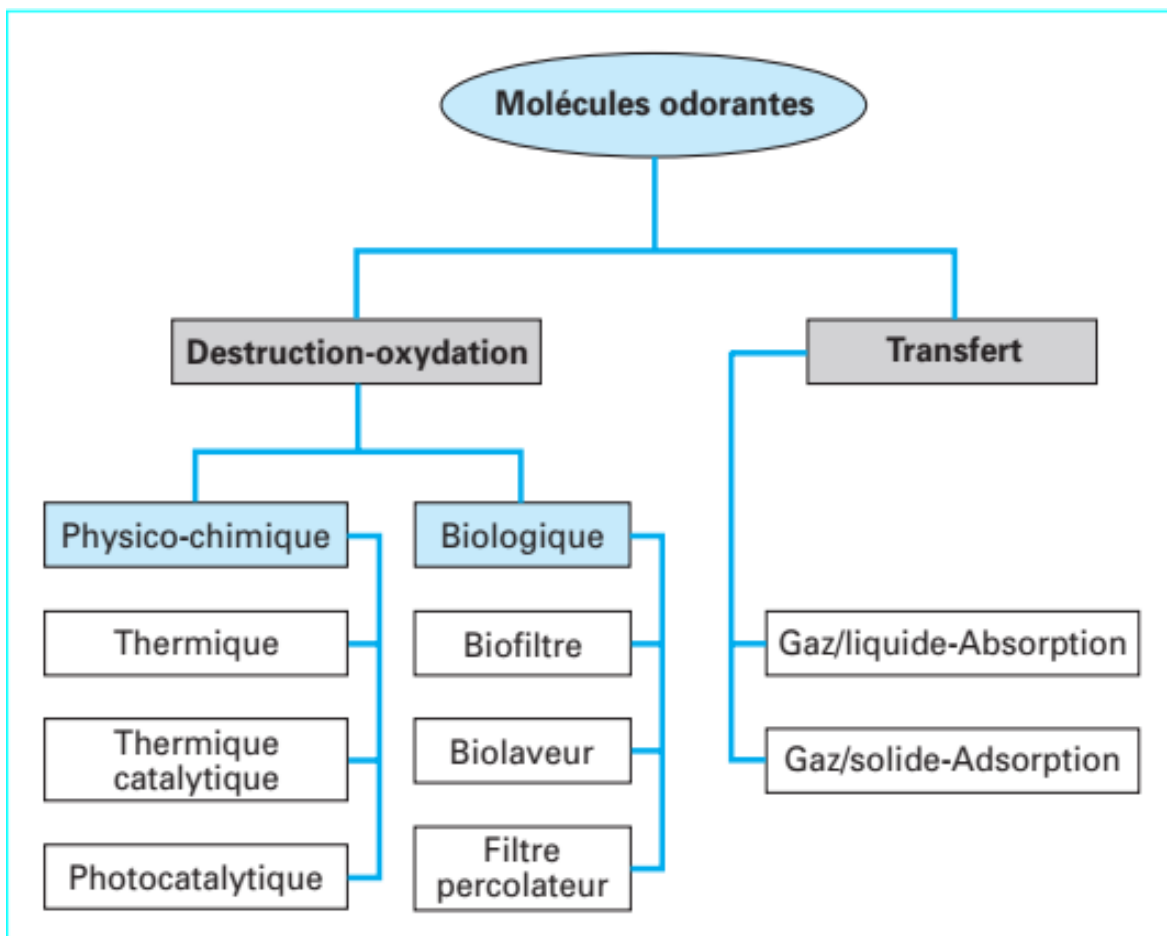 Molécules odorantes
Destruction-oxydation
Transfert
Physico-chimique
Thermique
Thermique
catalytique
Photocatalytique
Biologique
Biofiltre
Biolaveur
Filtre
percolateur
Gaz/liquide-Absorption
Gaz/solide-Adsorption